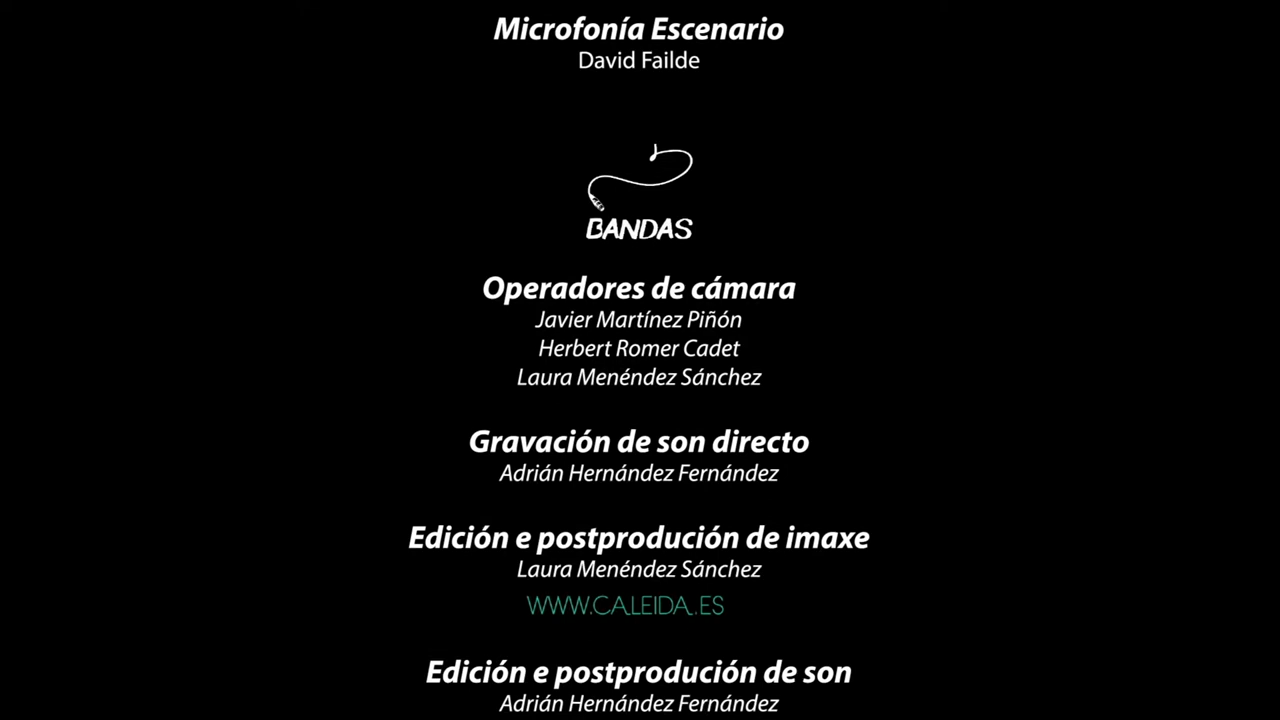 Microfonía Escenario
David Failde
BANDAS
Operadores de cámara
Javier Martínez Piñón
Herbert Romer Cadet
Laura Menéndez Sánchez
Gravación de son directo
Adrián Hernández Fernández
Edición e postprodución de imaxe
Laura Menéndez Sánchez
WWW.CALEIDA.ES
Edición e postprodución de son
Adrián Hernández Fernández